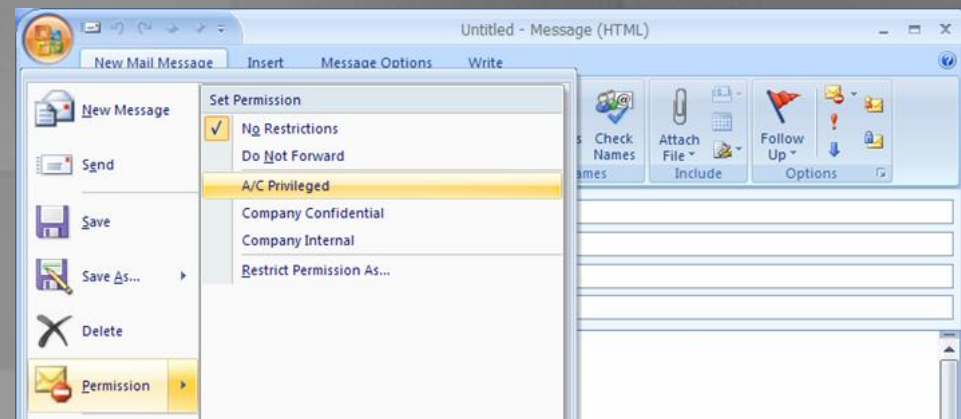 Untitled - Message (HTML)
New Mail Message Insert Message Options Write
New Message
Send
Save
Save As...
Delete
Permission
Set Permission
No Restrictions
Do Not Forward
A/C Privileged
Company Confidential
Company Internal
Restrict Permission As...
Check Names
Attach File
Follow Up
Include
Options